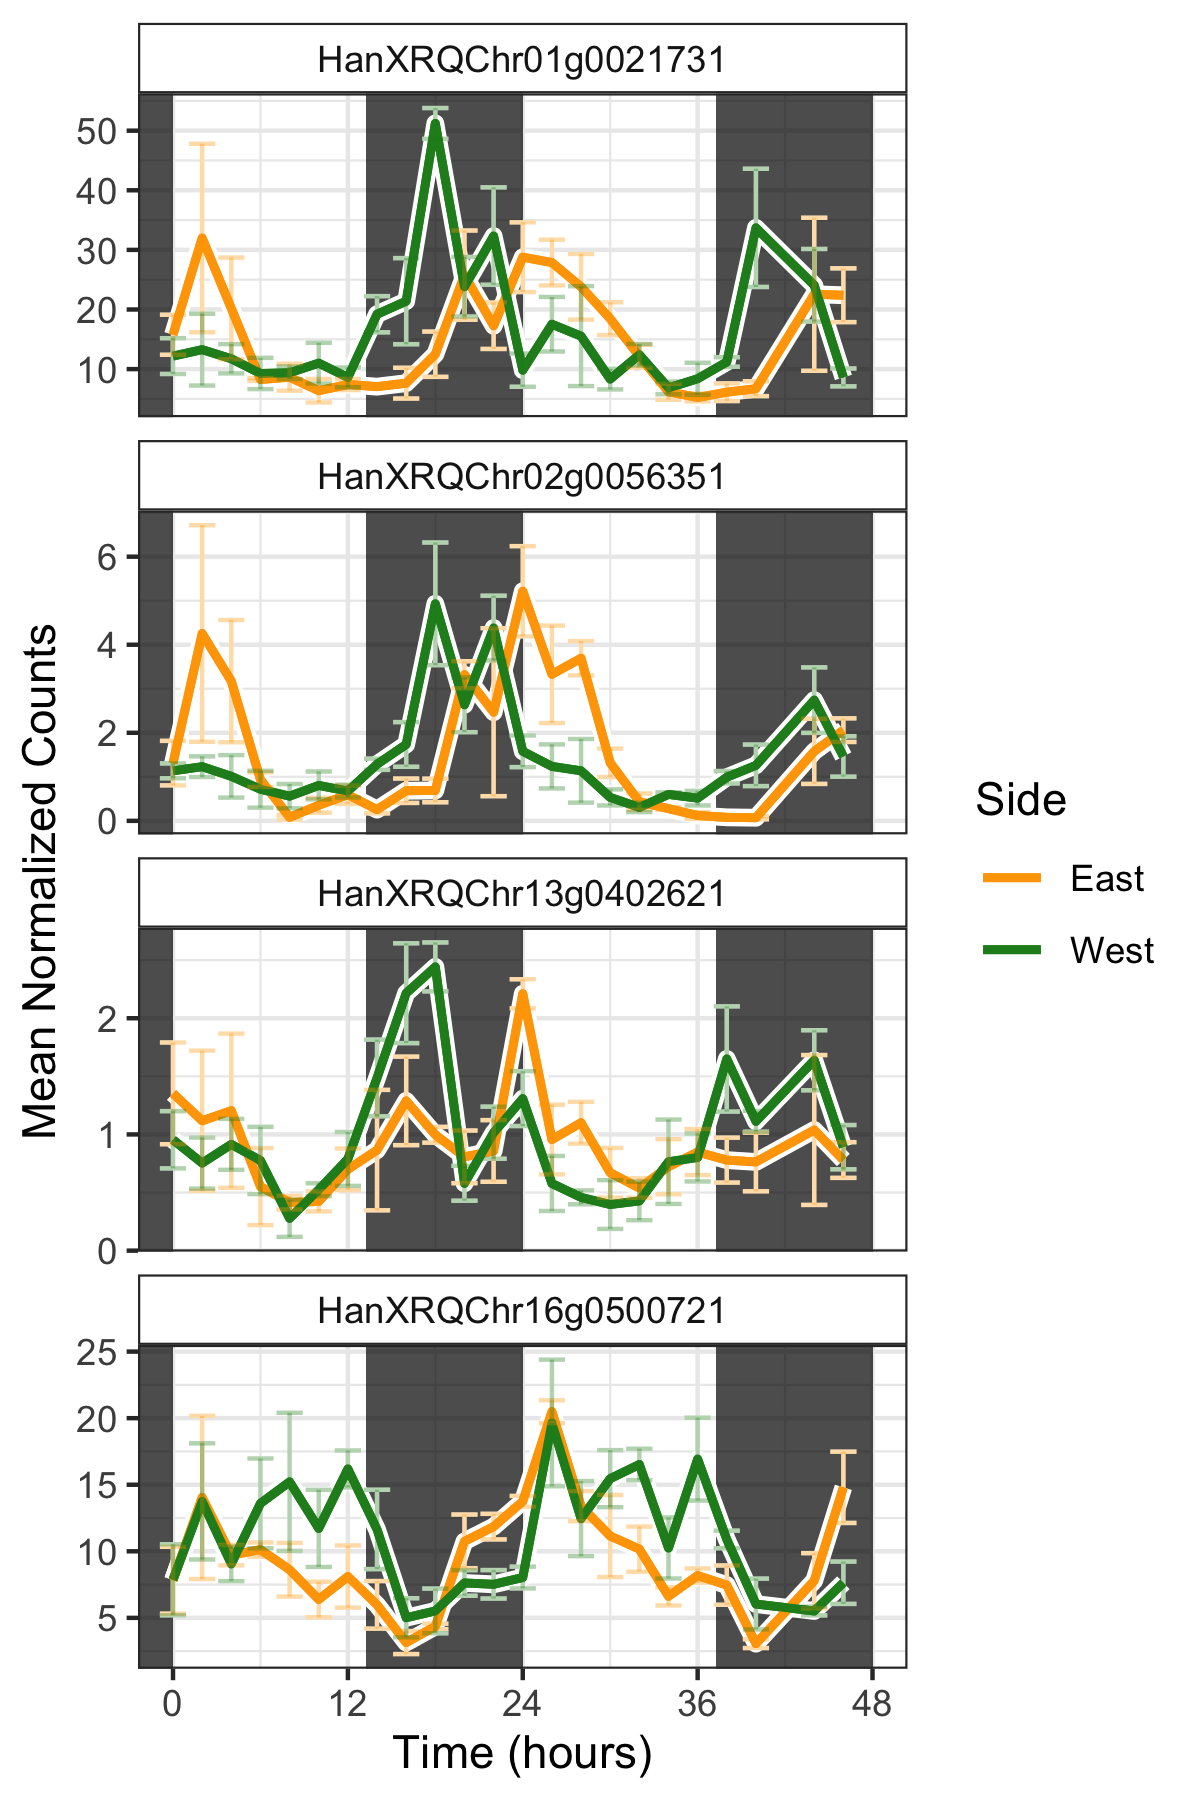 HanXRQChr01g0021731
50
40
30
20
10
HanXRQChr02g0056351
6
4
2
0
HanXRQChr13g0402621
2
1
0
HanXRQChr16g0500721
25
20
15
10
5
0 12 24 36 48
Time (hours)
Mean Normalized Counts
Side
East
West